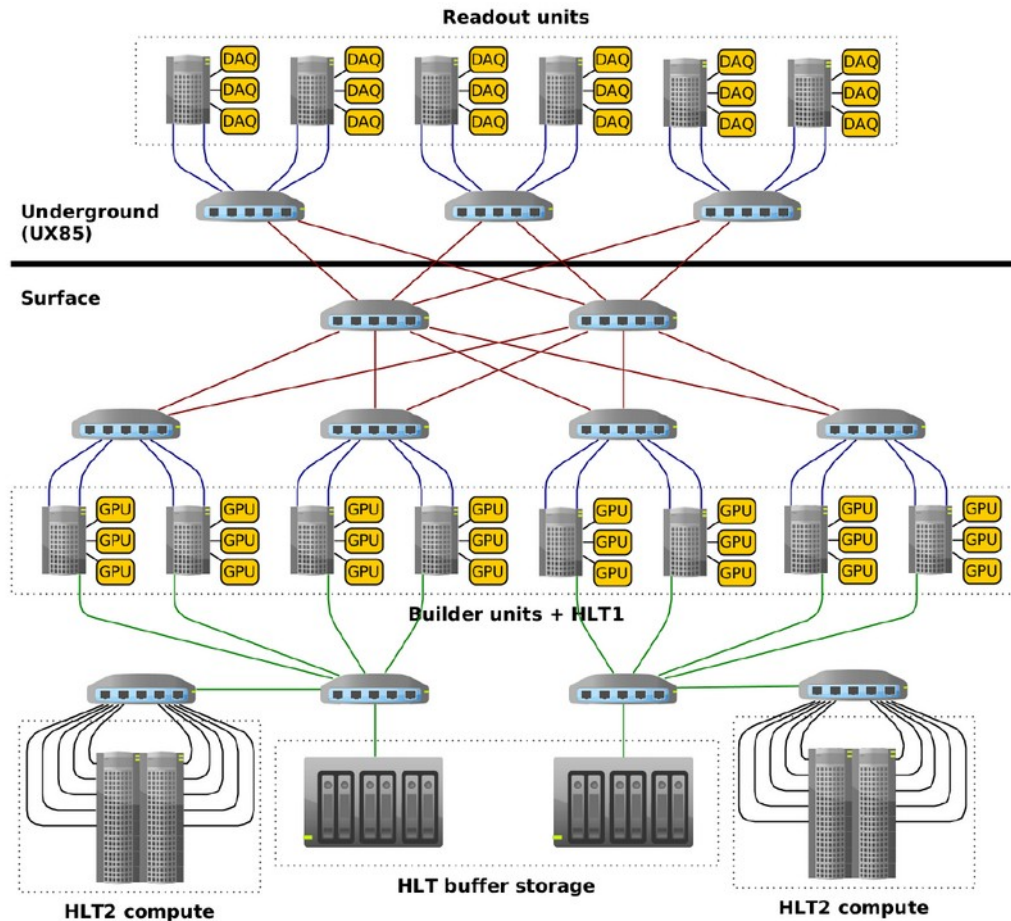 Readout units
DAQ DAQ DAQ DAQ DAQ DAQ
DAQ DAQ DAQ DAQ DAQ DAQ
DAQ DAQ DAQ DAQ DAQ DAQ
Underground
(UX85)
Surface
GPU GPU GPU GPU GPU GPU GPU GPU
GPU GPU GPU GPU GPU GPU GPU GPU
GPU GPU GPU GPU GPU GPU GPU GPU
Builder units + HLT1
HLT buffer storage
HLT2 compute
HLT2 compute